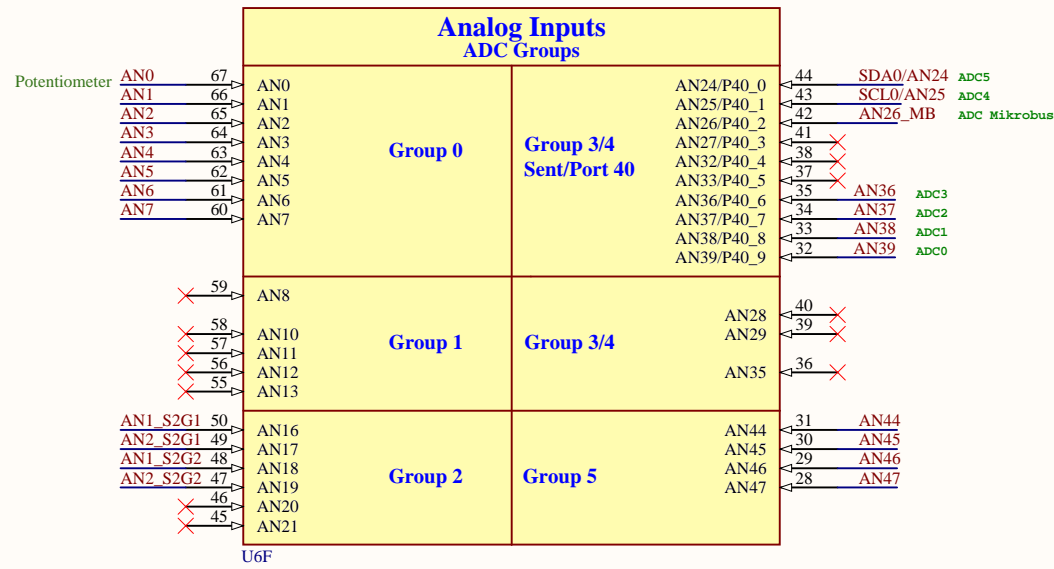 Analog Inputs
ADC Groups
Potentiometer AN0 67 AN0
AN1 66 AN1
AN2 65 AN2
AN3 64 AN3
AN4 63 AN4
AN5 62 AN5
AN6 61 AN6
AN7 60 AN7
Group 0
Group 3/4
Sent/Port 40
AN24/P40_0 44 SDA0/AN24 ADC5
AN25/P40_1 43 SCL0/AN25 ADC4
AN26/P40_2 42 AN26_MB ADC Mikrobus
AN27/P40_3 41
AN32/P40_4 38
AN33/P40_5 37
AN36/P40_6 35 AN36 ADC3
AN37/P40_7 34 AN37 ADC2
AN38/P40_8 33 AN38 ADC1
AN39/P40_9 32 AN39 ADC0
59 AN8
58 AN10
57 AN11
56 AN12
55 AN13
Group 1
Group 3/4
AN28 40
AN29 39
AN35 36
AN1_S2G1 50 AN16
AN2_S2G1 49 AN17
AN1_S2G2 48 AN18
AN2_S2G2 47 AN19
46 AN20
45 AN21
Group 2
Group 5
AN44 31 AN44
AN45 30 AN45
AN46 29 AN46
AN47 28 AN47
U6F